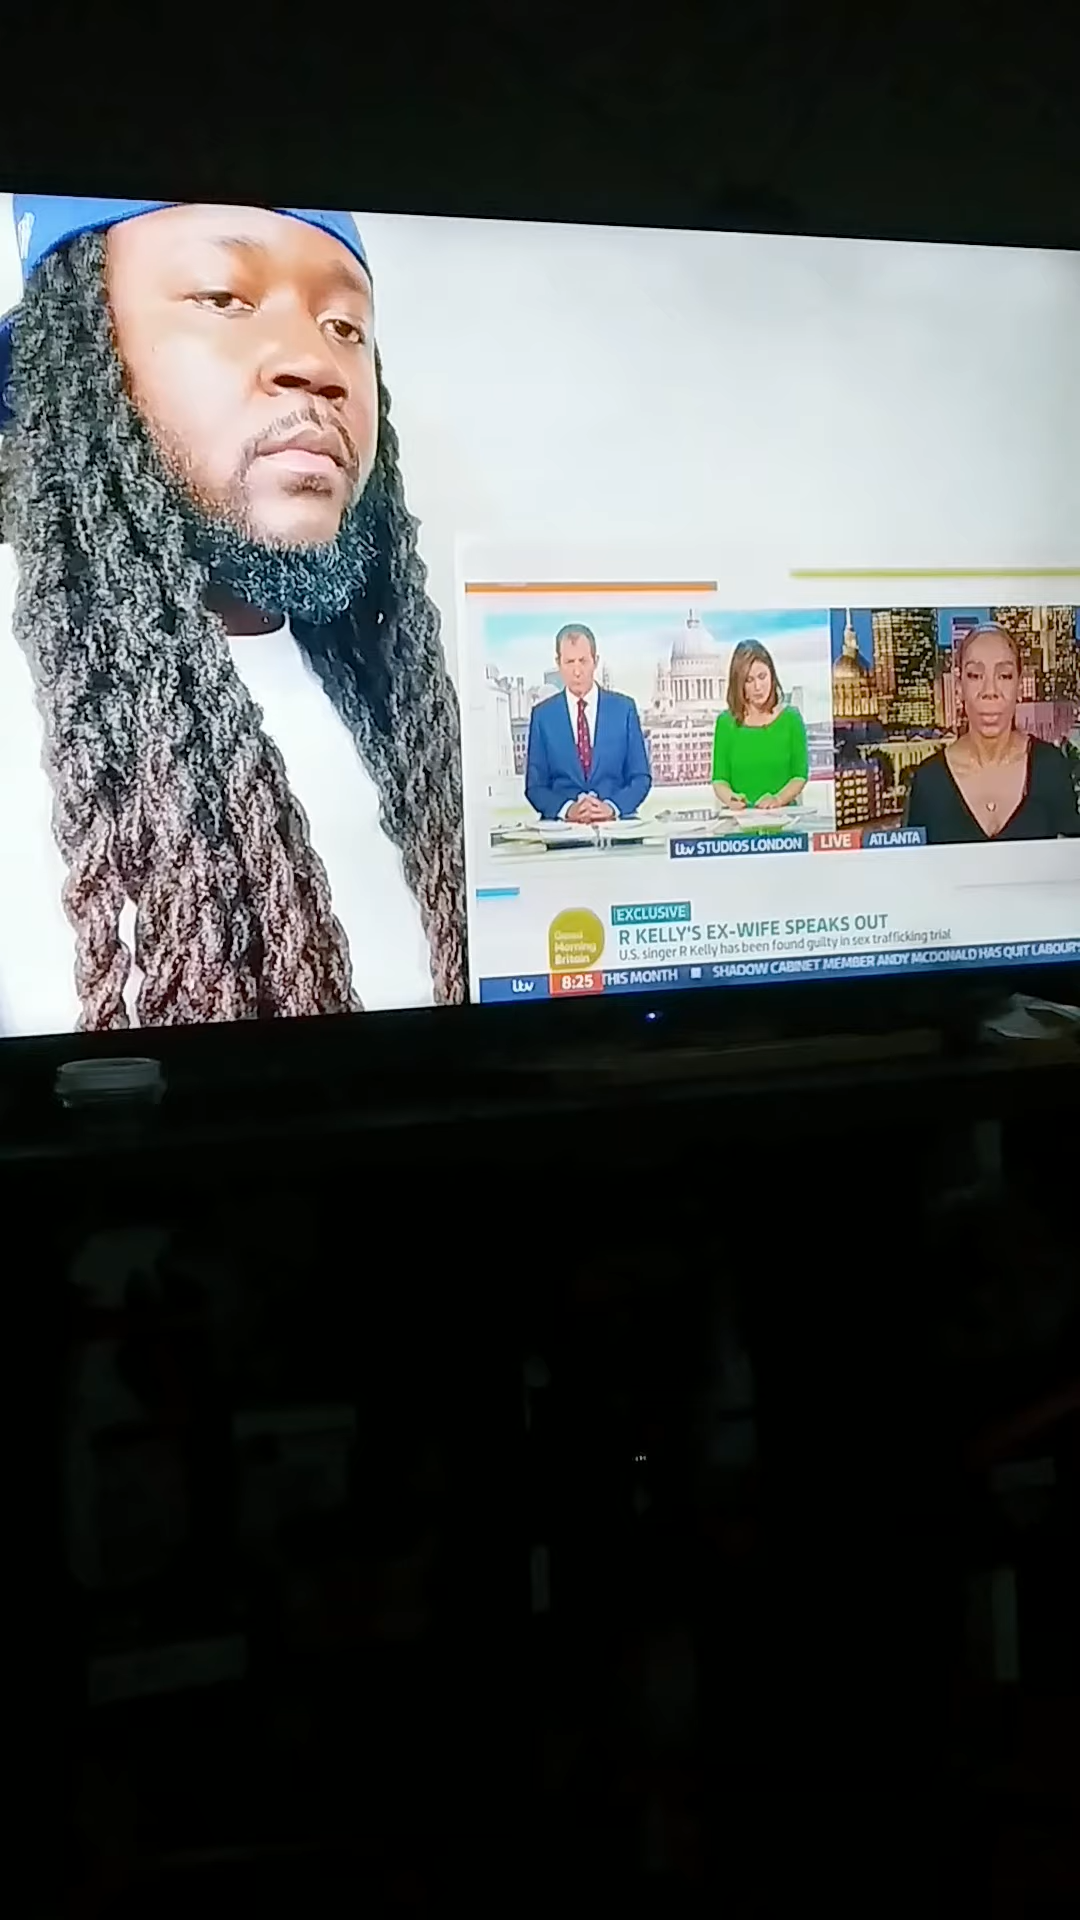 itv STUDIOS LONDON LIVE ATLANTA
EXCLUSIVE
R KELLY'S EX-WIFE SPEAKS OUT
U.S. singer R Kelly has been found guilty in sex trafficking trial
Good
Morning
Britain
itv 8:25 THIS MONTH SHADOW CABINET MEMBER ANDY MCDONALD HAS QUIT LABOUR'S